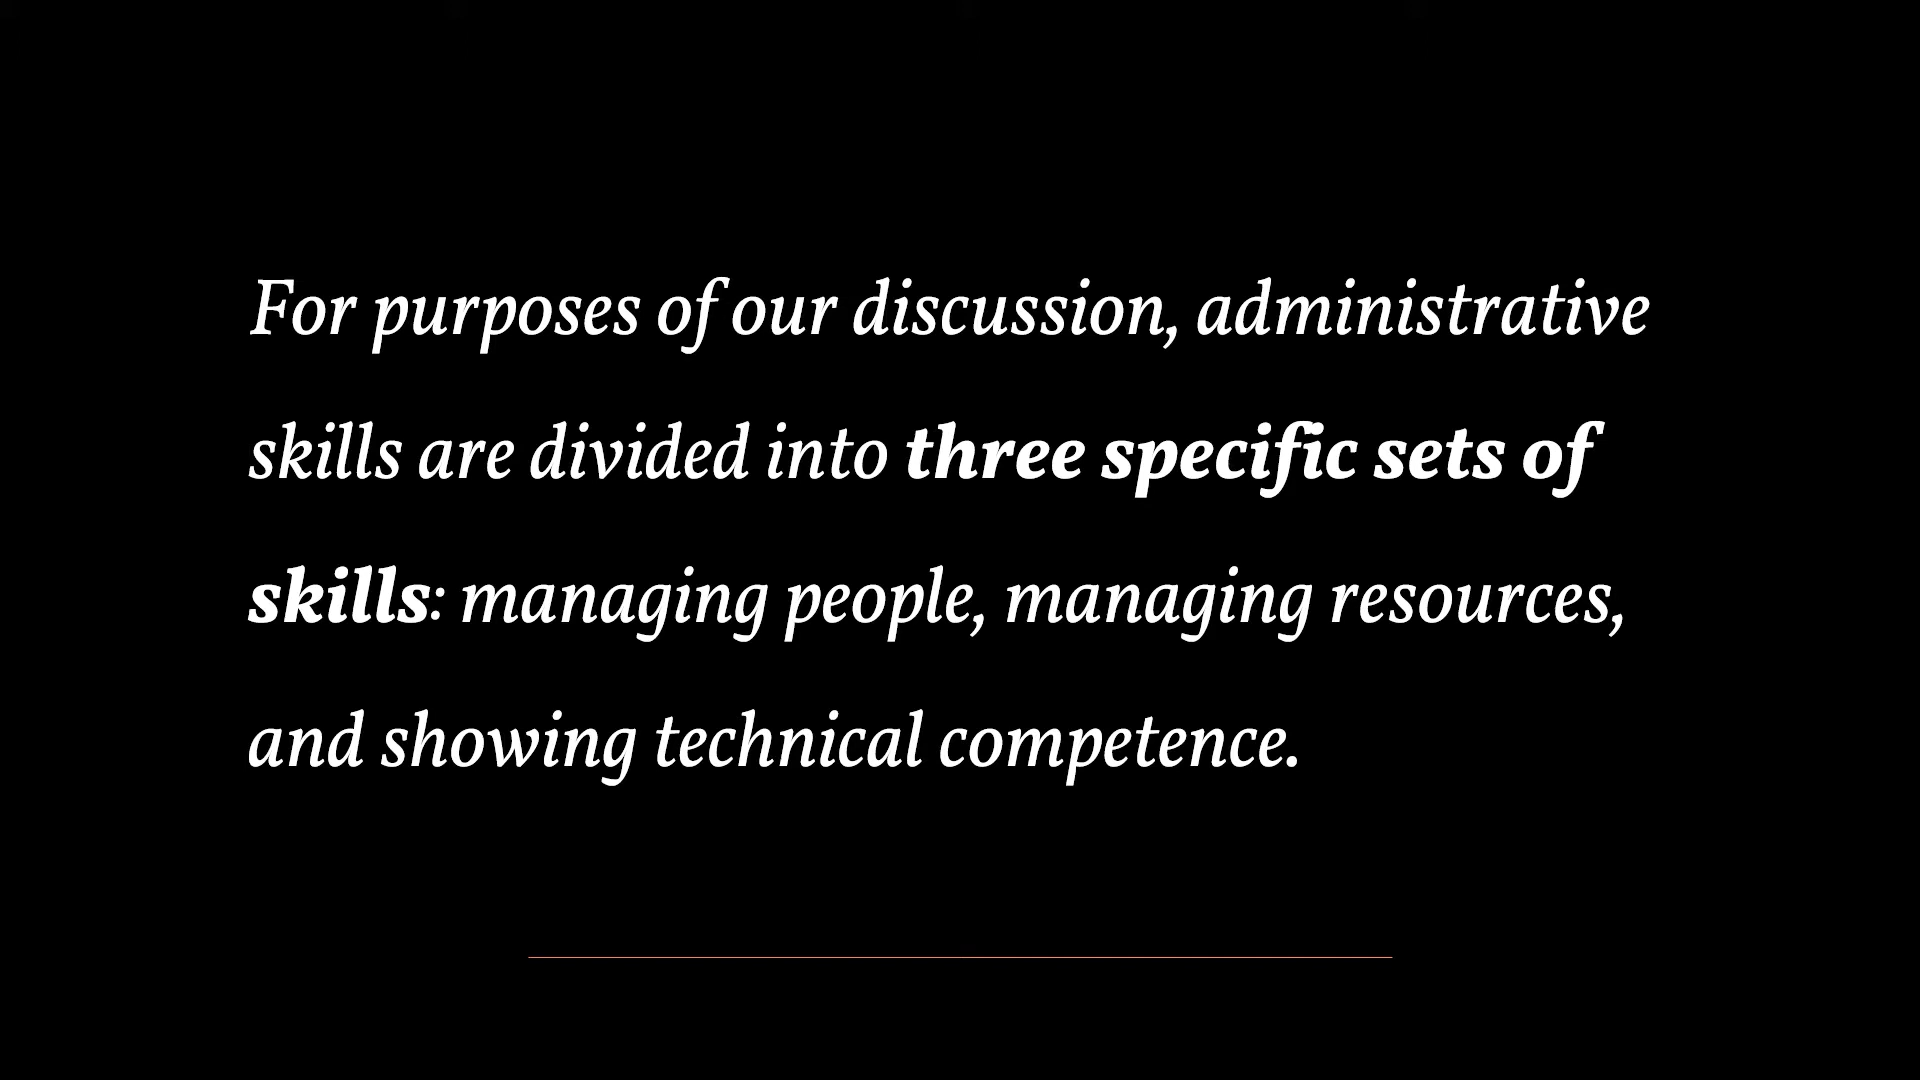 For purposes of our discussion, administrative
skills are divided into three specific sets of
skills: managing people, managing resources,
and showing technical competence.